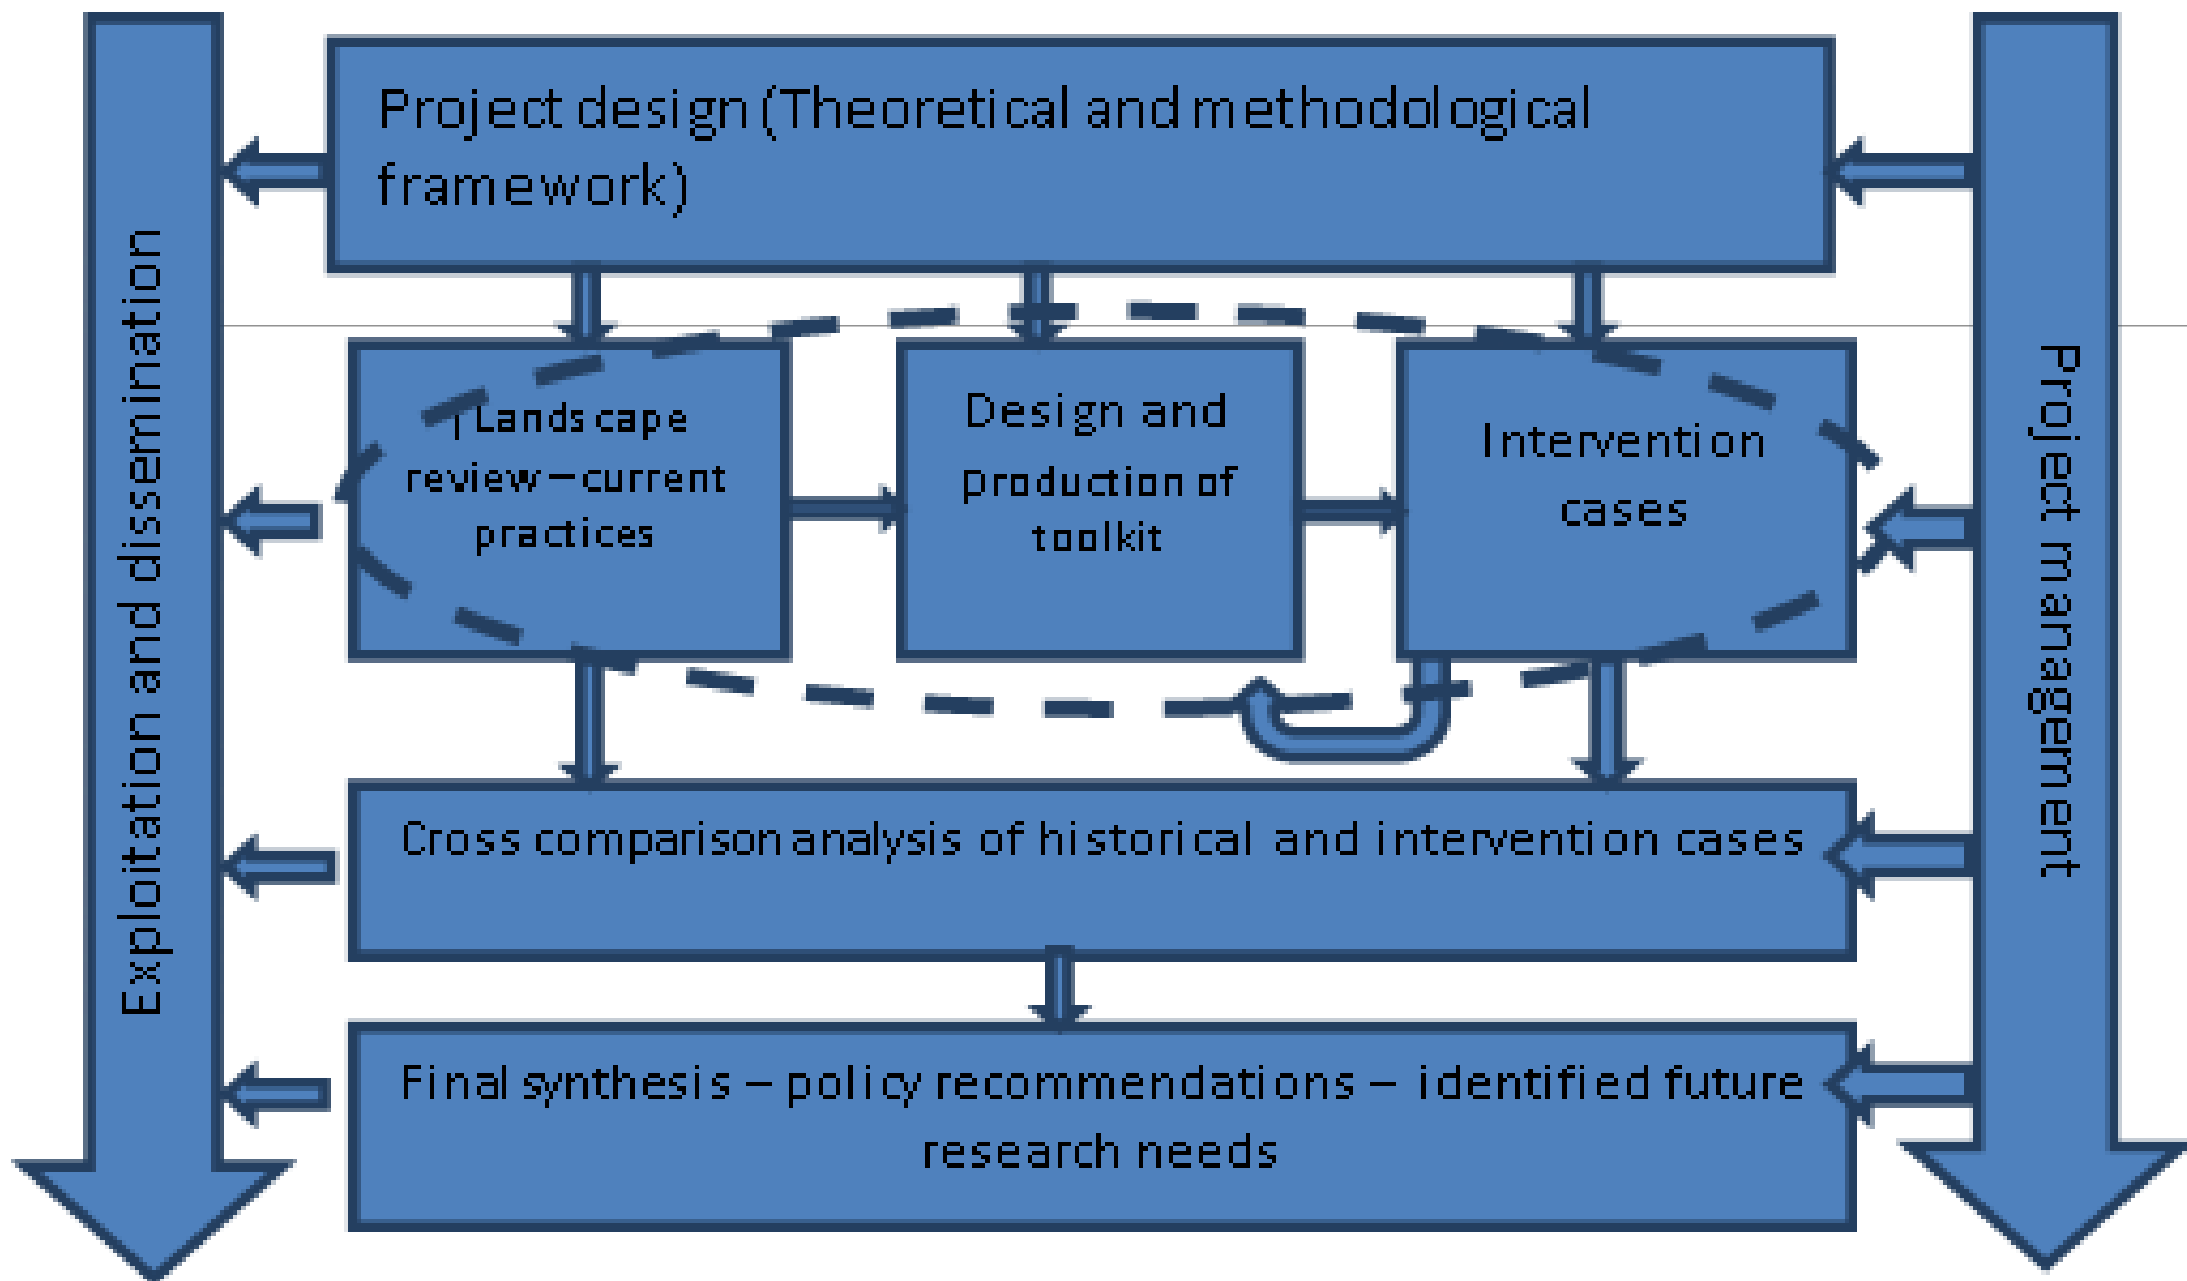 Project design (Theoretical and methodological
framework)
Exploitation and dissemination
Project management
Landscape
review – current
practices
Design and
production of
toolkit
Intervention
cases
Cross comparison analysis of historical and intervention cases
Final synthesis – policy recommendations – identified future
research needs